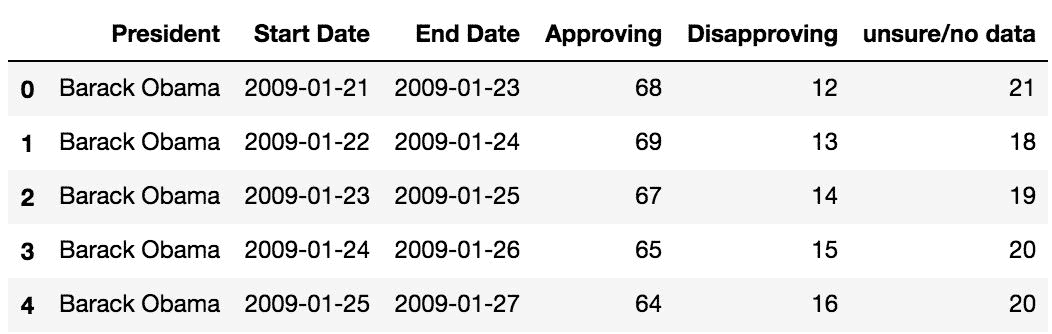 President Start Date End Date Approving Disapproving unsure/no data
0 Barack Obama 2009-01-21 2009-01-23 68 12 21
1 Barack Obama 2009-01-22 2009-01-24 69 13 18
2 Barack Obama 2009-01-23 2009-01-25 67 14 19
3 Barack Obama 2009-01-24 2009-01-26 65 15 20
4 Barack Obama 2009-01-25 2009-01-27 64 16 20